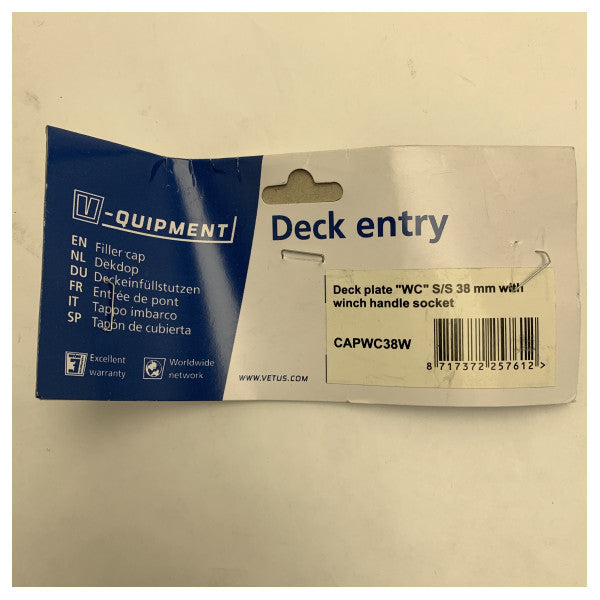 V-QUIPMENT
EN Filler cap
NL Dekdop
DU Deckeinfüllstutzen
FR Entrée de pont
IT Tappo imbarco
SP Tapón de cubierta
Excellent
warranty
Worldwide
network
Deck entry
WWW.VETUS.COM
Deck plate "WC" S/S 38 mm with
winch handle socket
CAPWC38W
8 717372 257612 >